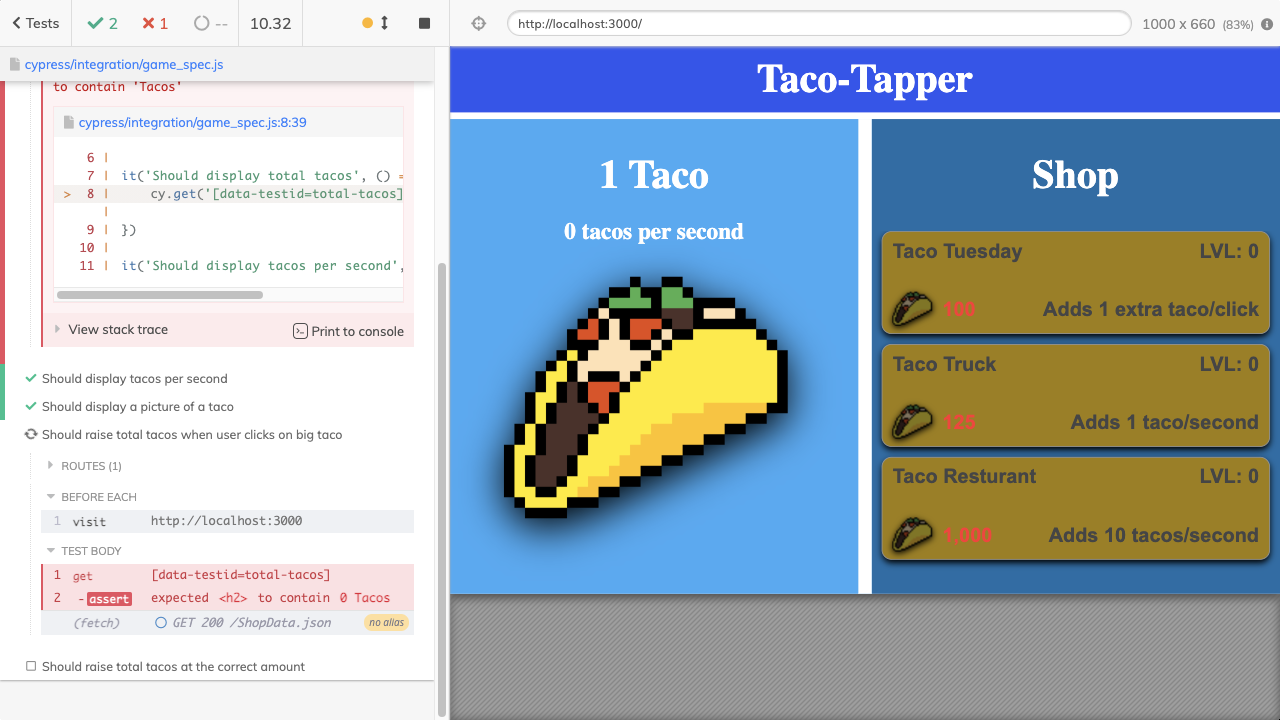 Tests
2
1
--
10.32
http://localhost:3000/
1000 x 660 (83%)
cypress/integration/game_spec.js
to contain 'Tacos'
cypress/integration/game_spec.js:8:39
6 |
7 | it('Should display total tacos', () =
> 8 | cy.get('[data-testid=total-tacos]
|
9 | })
10 |
11 | it('Should display tacos per second',
View stack trace
Print to console
Should display tacos per second
Should display a picture of a taco
Should raise total tacos when user clicks on big taco
ROUTES (1)
BEFORE EACH
1 visit http://localhost:3000
TEST BODY
1 get [data-testid=total-tacos]
2 -assert expected <h2> to contain 0 Tacos
(fetch) GET 200 /ShopData.json no alias
Should raise total tacos at the correct amount
Taco-Tapper
1 Taco
0 tacos per second
Shop
Taco Tuesday LVL: 0
100 Adds 1 extra taco/click
Taco Truck LVL: 0
125 Adds 1 taco/second
Taco Resturant LVL: 0
1,000 Adds 10 tacos/second